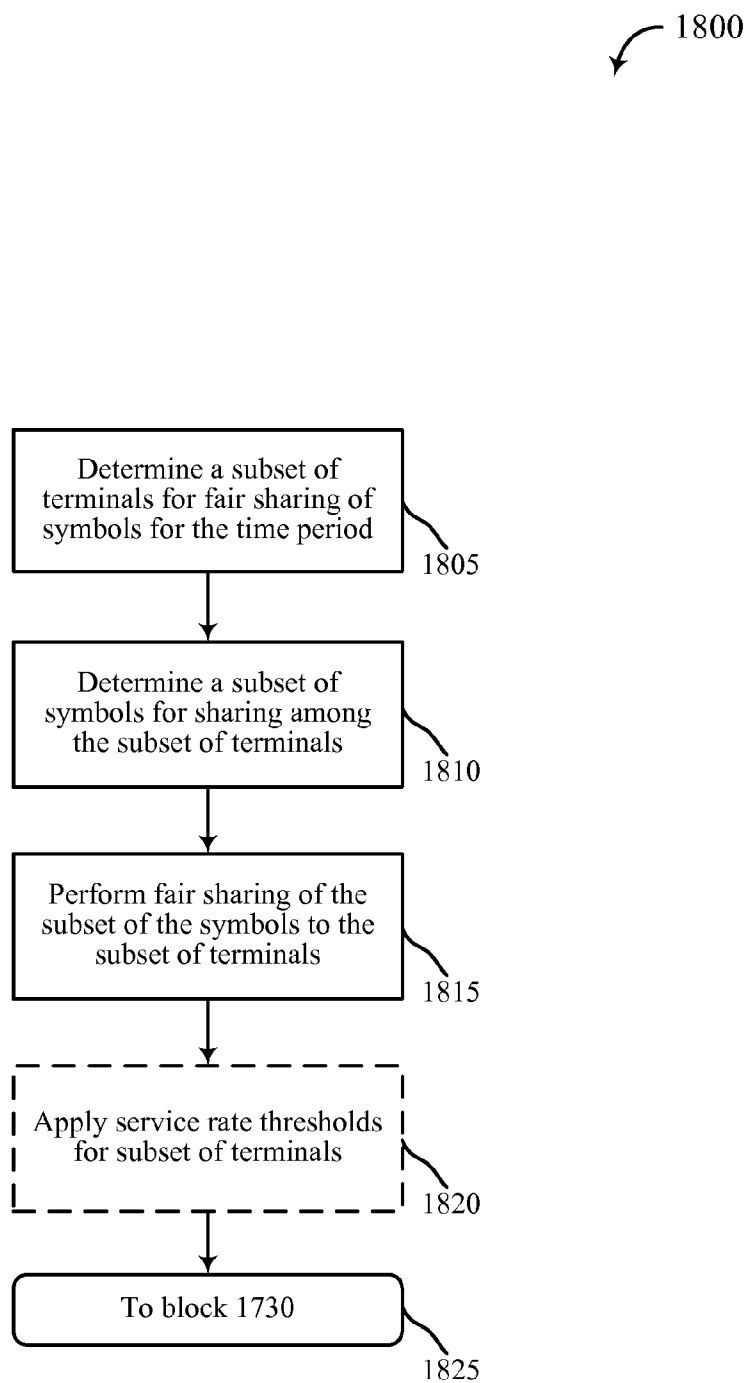 1800
Determine a subset of
terminals for fair sharing of
symbols for the time period
1805
Determine a subset of
symbols for sharing among
the subset of terminals
1810
Perform fair sharing of the
subset of the symbols to the
subset of terminals
1815
Apply service rate thresholds
for subset of terminals
1820
To block 1730
1825